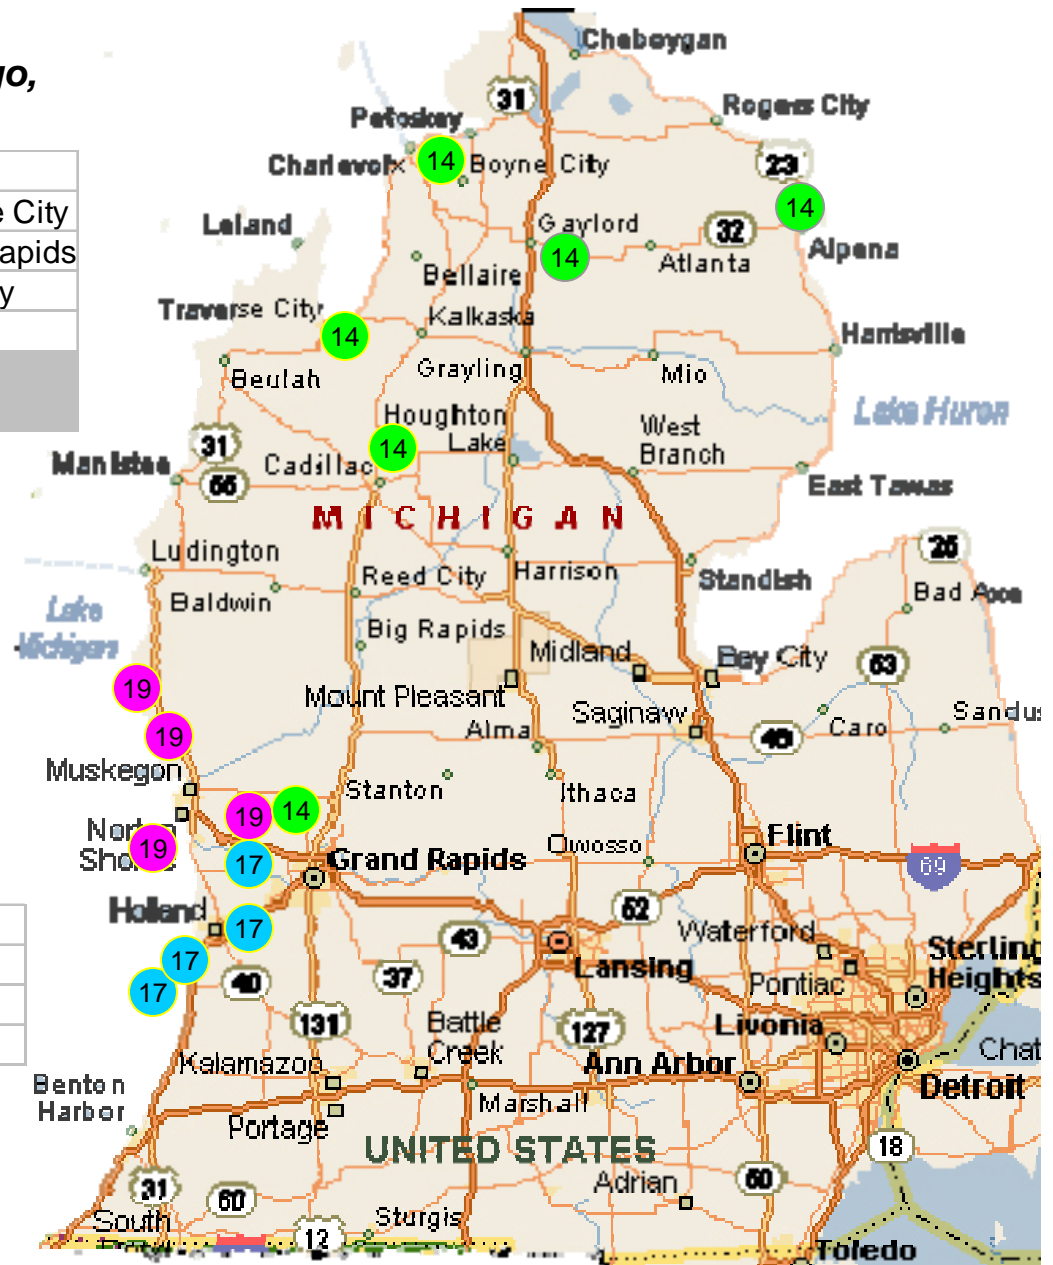 go,
Cheboygan
31
Rogers City
Petoskey
23
Charlevoix
14
Boyne City
e City
14
Leland
Gaylord
32
apids
14
Alpena
Atlanta
Bellaire
y
Traverse City
Kalkaska
14
Harrisville
Grayling
Mio
Beulah
Houghton
Lake
Lake Huron
West
Branch
31
14
Manistee
Cadillac
66
East Tawas
MICHIGAN
25
Ludington
Reed City
Harrison
Standish
Baldwin
Bad Axe
Lake
Michigan
Big Rapids
Midland
Bay City
53
19
Mount Pleasant
Saginaw
Sandus
Caro
19
Alma
Muskegon
Stanton
Ithaca
19
14
Norton
Shores
19
Owosso
Flint
17
Grand Rapids
69
Holland
52
17
43
Waterford
17
Lansing
Sterling
Heights
17
40
37
Pontiac
131
Battle
Creek
127
Livonia
Kalamazoo
Ann Arbor
Chat
Benton
Harbor
Detroit
Marshall
Portage
UNITED STATES
18
31
60
Adrian
South
Sturgis
12
Toledo